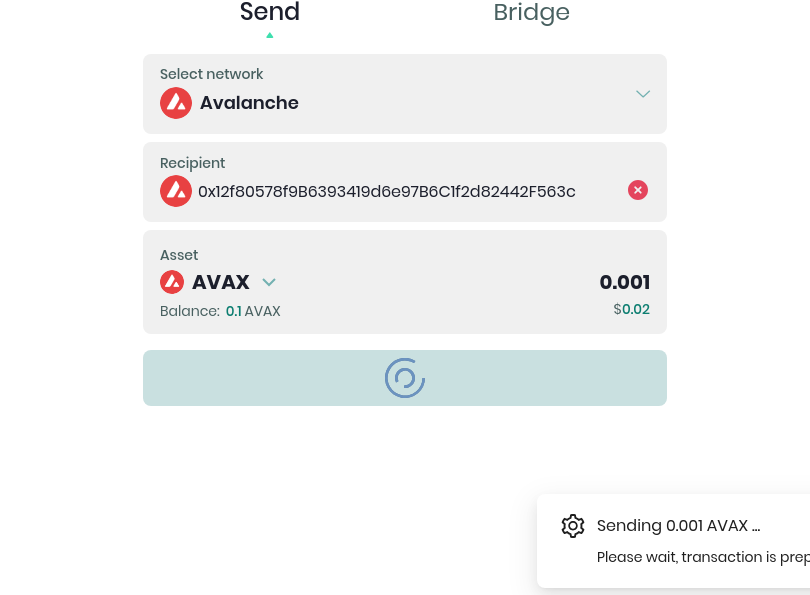 Send
Bridge
Select network
Avalanche
Recipient
0x12f80578f9B6393419d6e97B6C1f2d82442F563c
Asset
AVAX
0.001
Balance: 0.1 AVAX
$0.02
Sending 0.001 AVAX ...
Please wait, transaction is prep